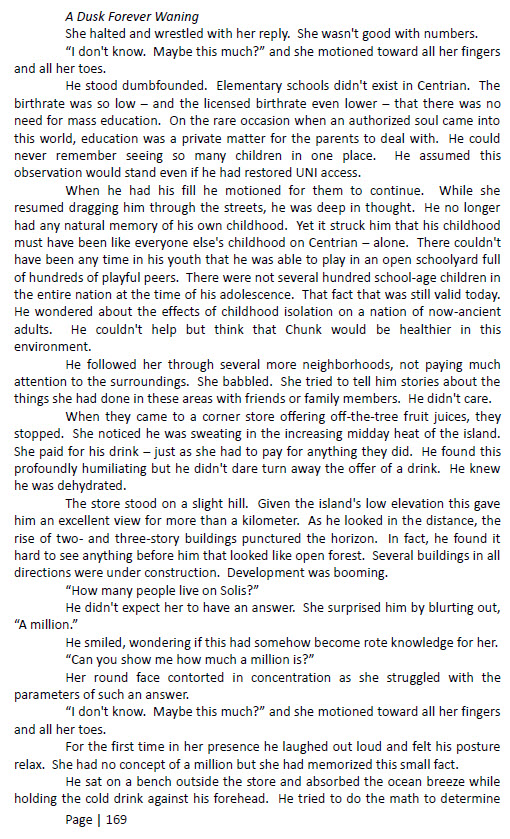 A Dusk Forever Waning
She halted and wrestled with her reply.  She wasn't good with numbers.
“I don't know.  Maybe this much?” and she motioned toward all her fingers
and all her toes.
He stood dumbfounded.  Elementary schools didn't exist in Centrian.  The
birthrate was so low – and the licensed birthrate even lower – that there was no
need for mass education.  On the rare occasion when an authorized soul came into
this world, education was a private matter for the parents to deal with.  He could
never remember seeing so many children in one place.  He assumed this
observation would stand even if he had restored UNI access.
When he had his fill he motioned for them to continue.  While she
resumed dragging him through the streets, he was deep in thought.  He no longer
had any natural memory of his own childhood.  Yet it struck him that his childhood
must have been like everyone else's childhood on Centrian – alone.  There couldn't
have been any time in his youth that he was able to play in an open schoolyard full
of hundreds of playful peers.  There were not several hundred school-age children in
the entire nation at the time of his adolescence.  That fact that was still valid today.
He wondered about the effects of childhood isolation on a nation of now-ancient
adults.  He couldn't help but think that Chunk would be healthier in this
environment.
He followed her through several more neighborhoods, not paying much
attention to the surroundings.  She babbled.  She tried to tell him stories about the
things she had done in these areas with friends or family members.  He didn't care.
When they came to a corner store offering off-the-tree fruit juices, they
stopped.  She noticed he was sweating in the increasing midday heat of the island.
She paid for his drink – just as she had to pay for anything they did.  He found this
profoundly humiliating but he didn't dare turn away the offer of a drink.  He knew
he was dehydrated.
The store stood on a slight hill.  Given the island's low elevation this gave
him an excellent view for more than a kilometer.  As he looked in the distance, the
rise of two- and three-story buildings punctured the horizon.  In fact, he found it
hard to see anything before him that looked like open forest.  Several buildings in all
directions were under construction.  Development was booming.
“How many people live on Solis?”
He didn't expect her to have an answer.  She surprised him by blurting out,
“A million.”
He smiled, wondering if this had somehow become rote knowledge for her.
“Can you show me how much a million is?”
Her round face contorted in concentration as she struggled with the
parameters of such an answer.
“I don't know.  Maybe this much?” and she motioned toward all her fingers
and all her toes.
For the first time in her presence he laughed out loud and felt his posture
relax.  She had no concept of a million but she had memorized this small fact.
He sat on a bench outside the store and absorbed the ocean breeze while
holding the cold drink against his forehead.  He tried to do the math to determine
Page | 169